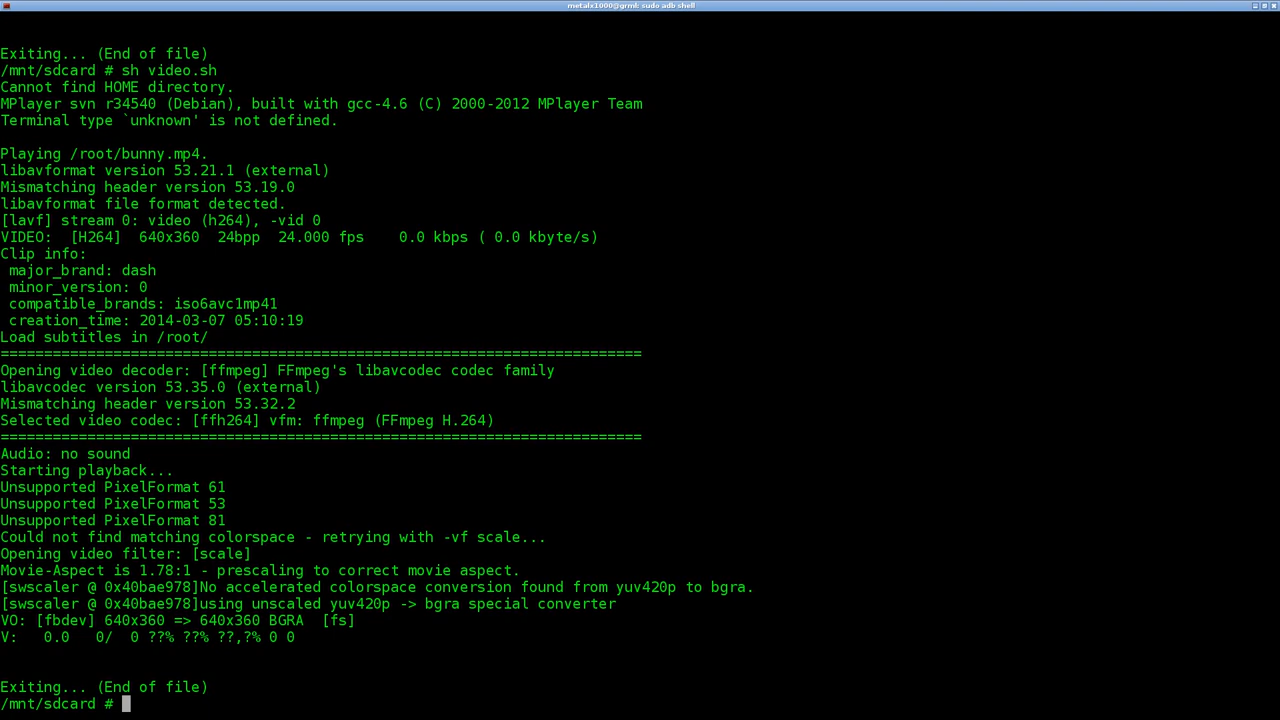 metalx1000@grml: sudo adb shell
Exiting... (End of file)
/mnt/sdcard # sh video.sh
Cannot find HOME directory.
MPlayer svn r34540 (Debian), built with gcc-4.6 (C) 2000-2012 MPlayer Team
Terminal type `unknown' is not defined.
Playing /root/bunny.mp4.
libavformat version 53.21.1 (external)
Mismatching header version 53.19.0
libavformat file format detected.
[lavf] stream 0: video (h264), -vid 0
VIDEO:  [H264]  640x360  24bpp  24.000 fps    0.0 kbps ( 0.0 kbyte/s)
Clip info:
 major_brand: dash
 minor_version: 0
 compatible_brands: iso6avc1mp41
 creation_time: 2014-03-07 05:10:19
Load subtitles in /root/
==========================================================================
Opening video decoder: [ffmpeg] FFmpeg's libavcodec codec family
libavcodec version 53.35.0 (external)
Mismatching header version 53.32.2
Selected video codec: [ffh264] vfm: ffmpeg (FFmpeg H.264)
==========================================================================
Audio: no sound
Starting playback...
Unsupported PixelFormat 61
Unsupported PixelFormat 53
Unsupported PixelFormat 81
Could not find matching colorspace - retrying with -vf scale...
Opening video filter: [scale]
Movie-Aspect is 1.78:1 - prescaling to correct movie aspect.
[swscaler @ 0x40bae978]No accelerated colorspace conversion found from yuv420p to bgra.
[swscaler @ 0x40bae978]using unscaled yuv420p -> bgra special converter
VO: [fbdev] 640x360 => 640x360 BGRA  [fs]
V:   0.0   0/  0 ??% ??% ??,?% 0 0
Exiting... (End of file)
/mnt/sdcard #